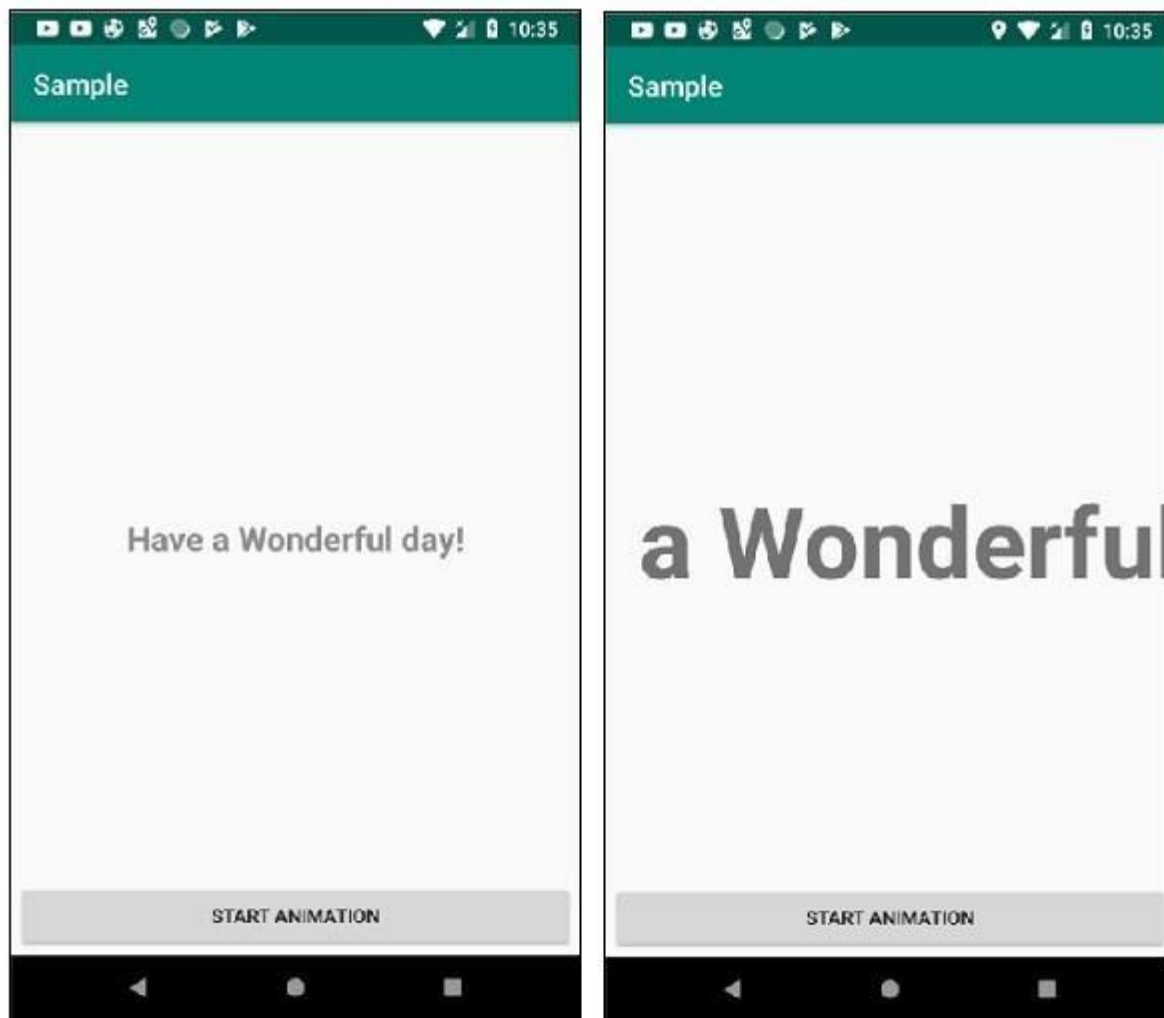 10:35
Sample
Have a Wonderful day!
START ANIMATION
10:35
Sample
a Wonderful
START ANIMATION